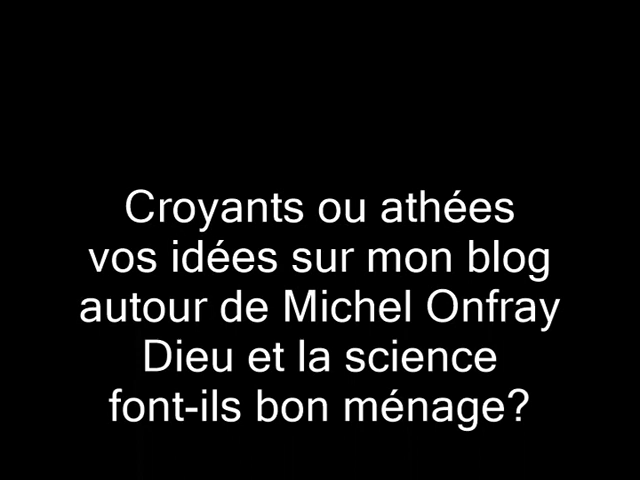 Croyants ou athées
vos idées sur mon blog
autour de Michel Onfray
Dieu et la science
font-ils bon ménage?